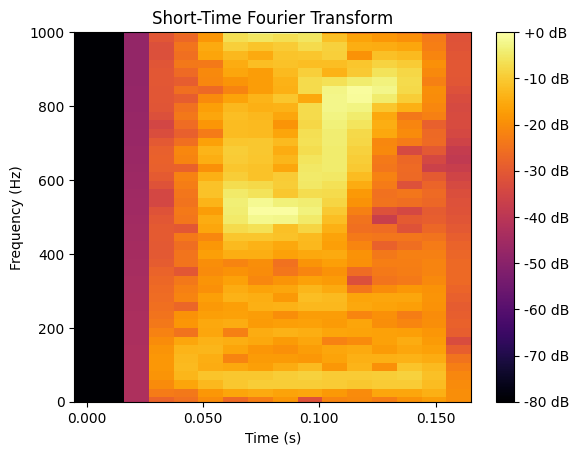 Short-Time Fourier Transform
1000
800
600
400
200
0
Frequency (Hz)
0.000
0.050
0.100
0.150
Time (s)
+0 dB
-10 dB
-20 dB
-30 dB
-40 dB
-50 dB
-60 dB
-70 dB
-80 dB